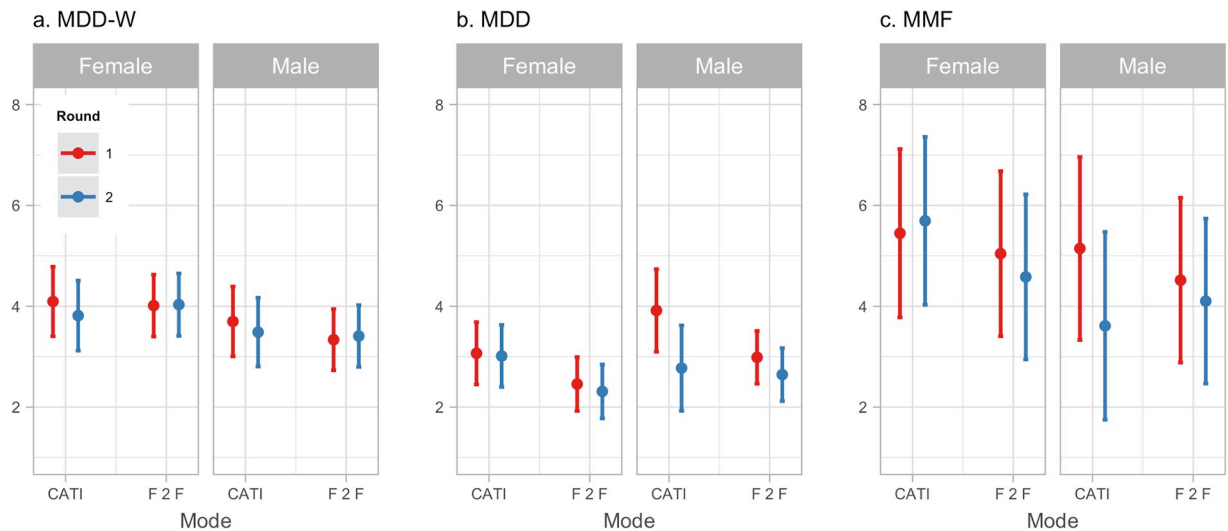 a. MDD-W
Female Male
8
6
4
2
Round
1
2
CATI F 2 F CATI F 2 F
Mode
b. MDD
Female Male
8
6
4
2
CATI F 2 F CATI F 2 F
Mode
c. MMF
Female Male
8
6
4
2
CATI F 2 F CATI F 2 F
Mode